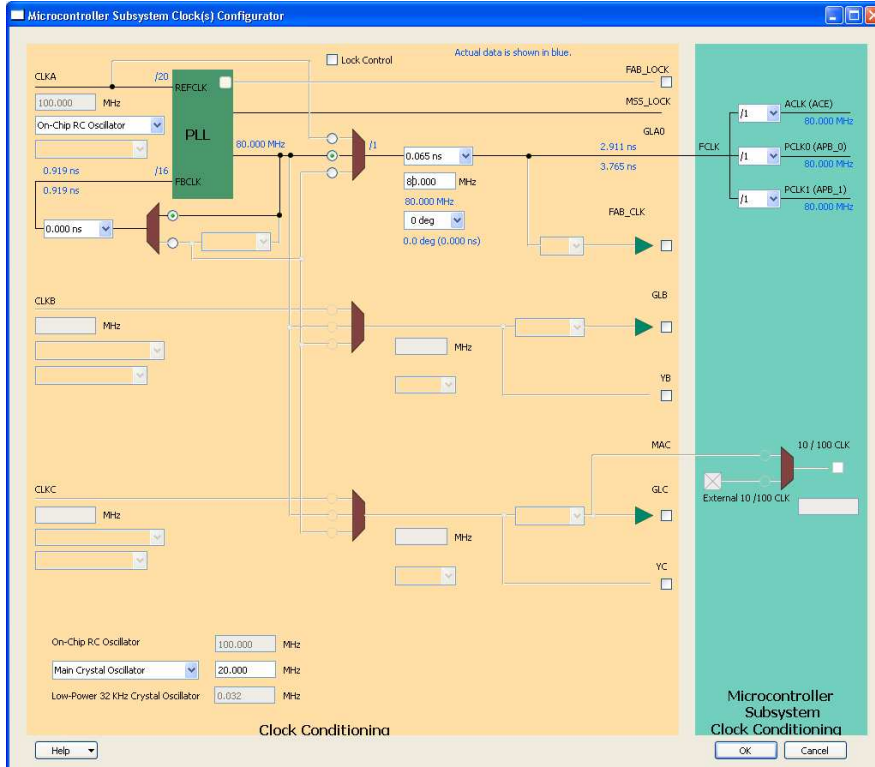 Microcontroller Subsystem Clock(s) Configurator
Lock Control
Actual data is shown in blue.
CLKA
/20
REFCLK
FAB_LOCK
100.000 MHz
MSS_LOCK
ACLK (ACE)
/1
80.000 MHz
On-Chip RC Oscillator
PLL
GLA0
80.000 MHz
/1
0.065 ns
2.911 ns
FCLK
/1
PCLK0 (APB_0)
80.000 MHz
3.765 ns
0.919 ns
/16
FBCLK
0.919 ns
80.000 MHz
80.000 MHz
/1
PCLK1 (APB_1)
80.000 MHz
0.000 ns
0 deg
FAB_CLK
0.0 deg (0.000 ns)
CLKB
GLB
MHz
MHz
YB
MAC
10 / 100 CLK
CLKC
GLC
External 10 /100 CLK
MHz
MHz
YC
On-Chip RC Oscillator
100.000 MHz
Main Crystal Oscillator
20.000 MHz
Low-Power 32 KHz Crystal Oscillator
0.032 MHz
Clock Conditioning
Microcontroller
Subsystem
Clock Conditioning
Help
OK
Cancel